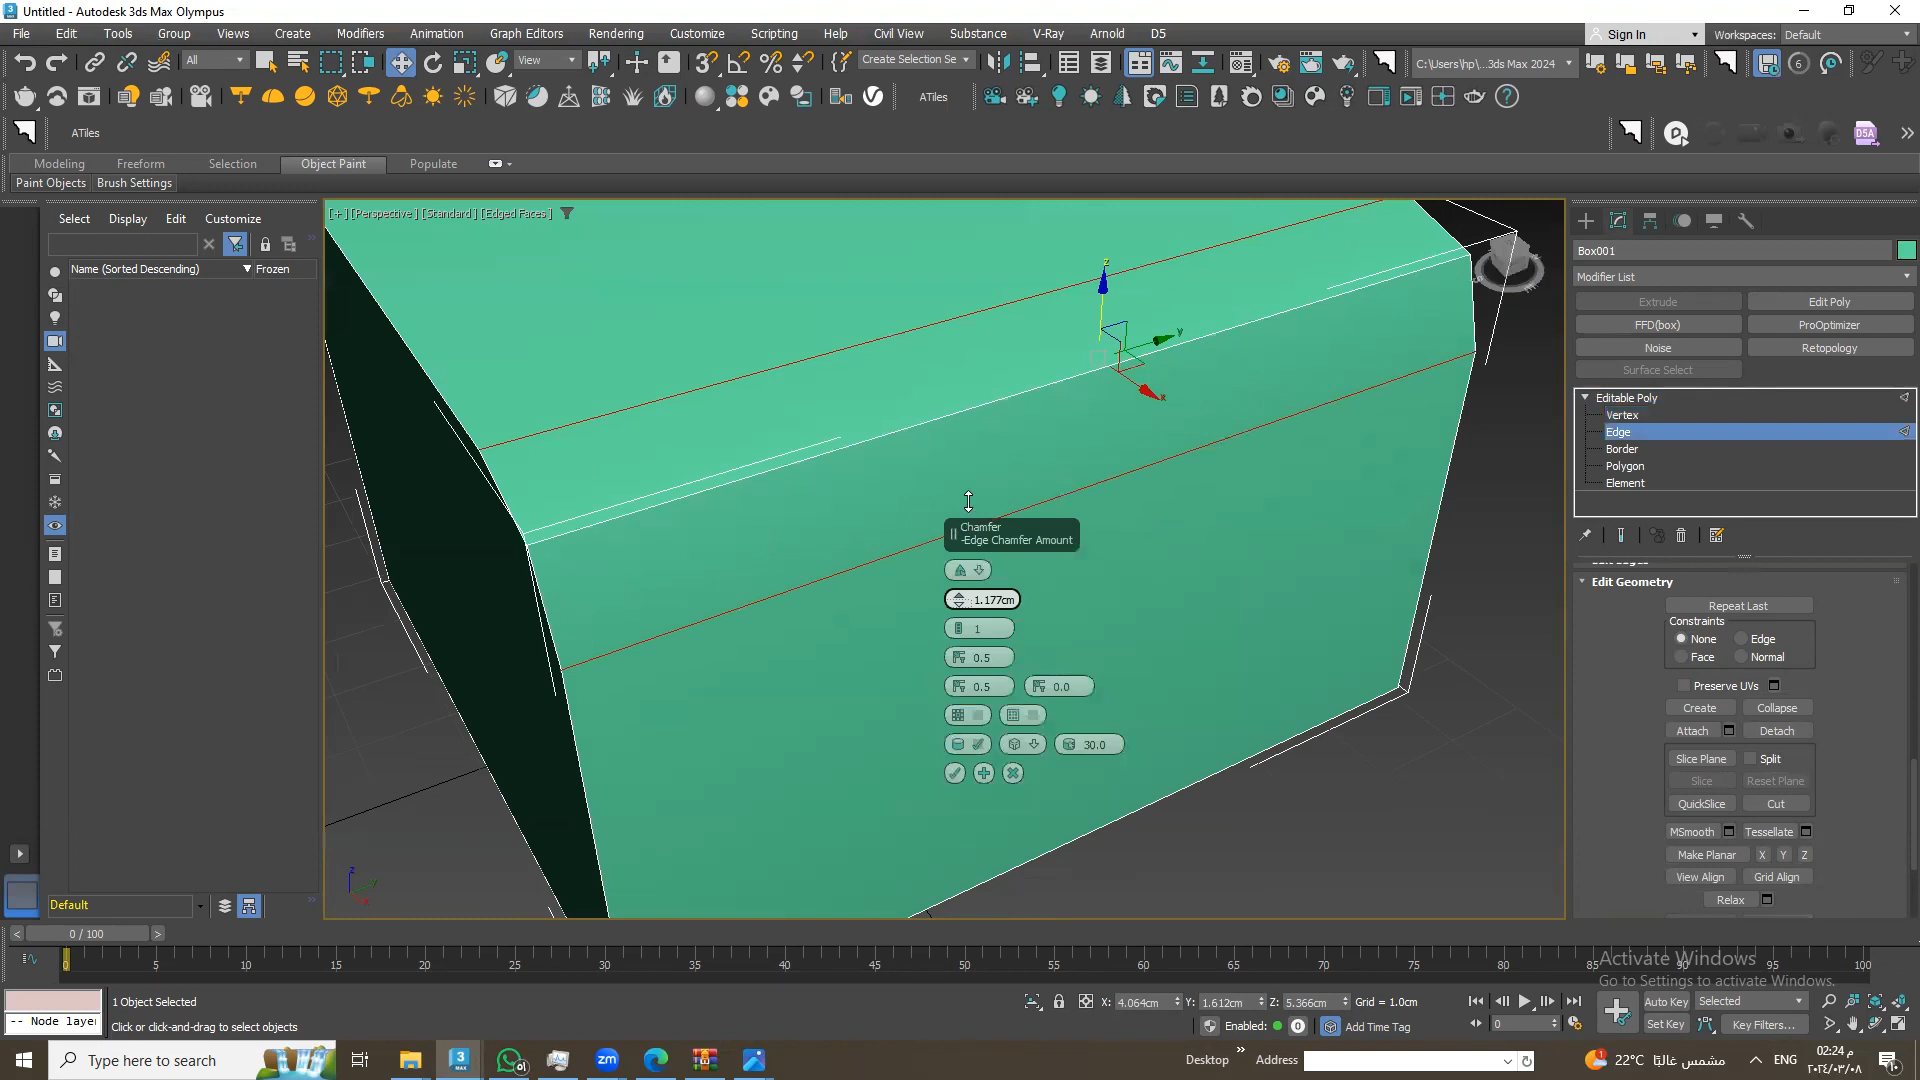 Untitled - Autodesk 3ds Max Olympus
File Edit Tools Group Views Create Modifiers Animation Graph Editors Rendering Customize Scripting Help Civil View Substance V-Ray Arnold D5
Sign In Workspaces: Default
All View Create Selection Se C:\Users\hp\...3ds Max 2024 6
ATiles
ATiles D5A
Modeling Freeform Selection Object Paint Populate
Paint Objects Brush Settings
Select Display Edit Customize
Name (Sorted Descending) Frozen
[+] [Perspective ] [Standard ] [Edged Faces ]
z
y
x
Chamfer
-Edge Chamfer Amount
1.177cm
1
0.5
0.5 0.0
30.0
Box001
Modifier List
Extrude Edit Poly
FFD(box) ProOptimizer
Noise Retopology
Surface Select
Editable Poly
Vertex
Edge
Border
Polygon
Element
Edit Geometry
Repeat Last
Constraints
None Edge
Face Normal
Preserve UVs
Create Collapse
Attach Detach
Slice Plane Split
Slice Reset Plane
QuickSlice Cut
MSmooth Tessellate
Make Planar X Y Z
View Align Grid Align
Relax
Default
0 / 100
0 5 10 15 20 25 30 35 40 45 50 55 60 65 70 75 80 85 90 95 100
Activate Windows
Go to Settings to activate Windows.
1 Object Selected
-- Node layer
Click or click-and-drag to select objects
X: 4.064cm Y: 1.612cm Z: 5.366cm Grid = 1.0cm
Enabled: 0 Add Time Tag
0
Auto Key Selected
Set Key Key Filters...
Type here to search
Desktop Address
22°C مشمس غالبًا
ENG
02:24 م
٢٠٢٤/٠٣/٠٨